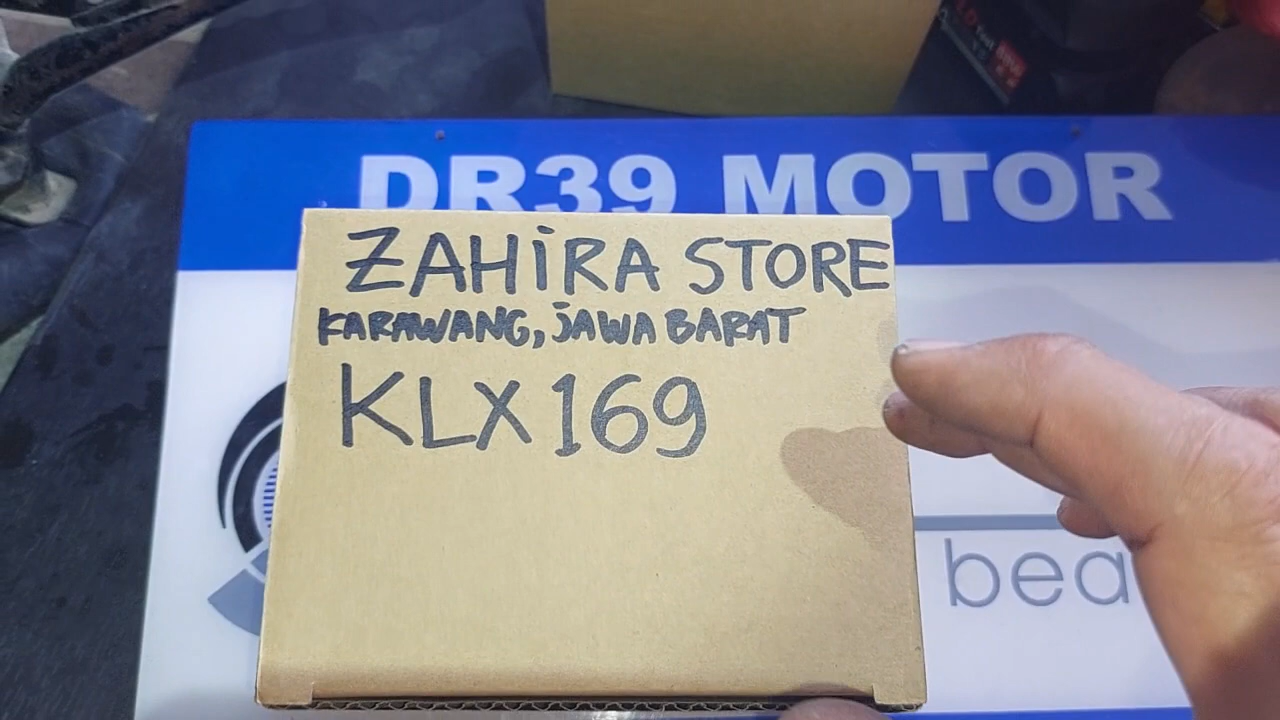 DR39 MOTOR
ZAHiRA STORE
KARAWANG, JAWA BARAT
KLX 169
bea